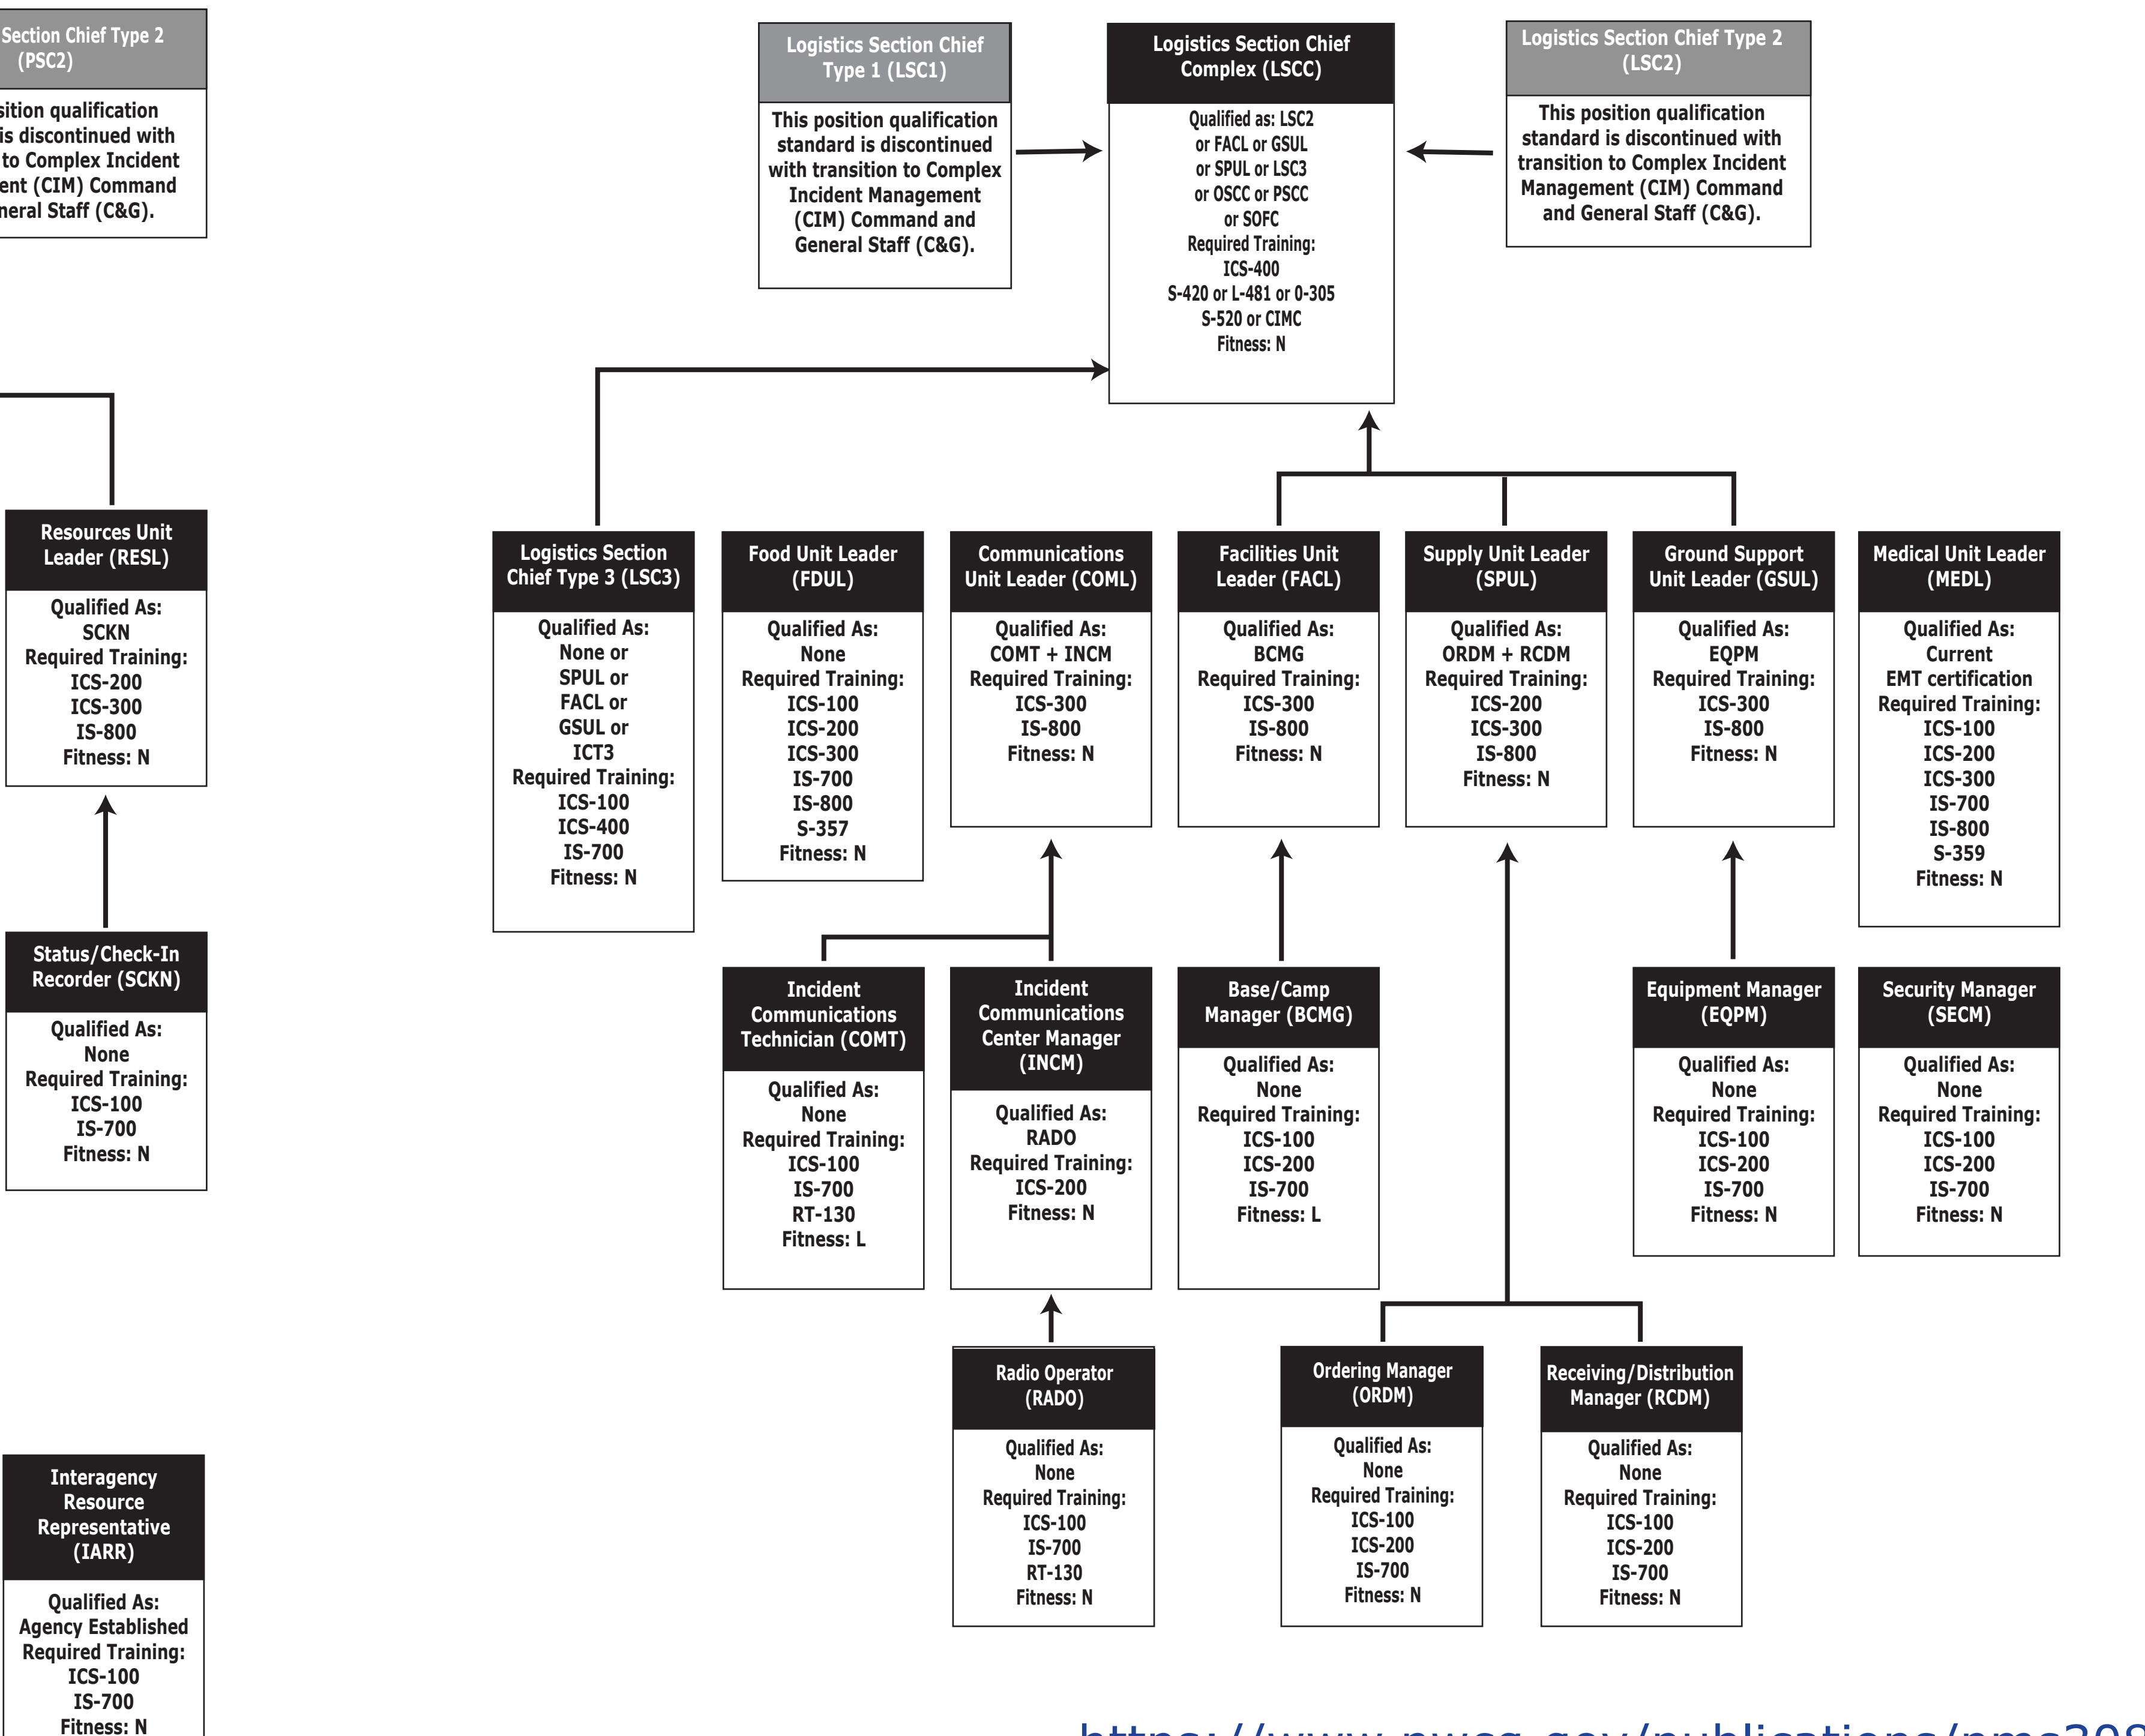 Section Chief Type 2
(PSC2)
sition qualification
is discontinued with
to Complex Incident
ent (CIM) Command
neral Staff (C&G).
Logistics Section Chief
Type 1 (LSC1)
This position qualification
standard is discontinued
with transition to Complex
Incident Management
(CIM) Command and
General Staff (C&G).
Logistics Section Chief
Complex (LSCC)
Qualified as: LSC2
or FACL or GSUL
or SPUL or LSC3
or OSCC or PSCC
or SOFC
Required Training:
ICS-400
S-420 or L-481 or 0-305
S-520 or CIMC
Fitness: N
Logistics Section Chief Type 2
(LSC2)
This position qualification
standard is discontinued with
transition to Complex Incident
Management (CIM) Command
and General Staff (C&G).
Resources Unit
Leader (RESL)
Qualified As:
SCKN
Required Training:
ICS-200
ICS-300
IS-800
Fitness: N
Logistics Section
Chief Type 3 (LSC3)
Qualified As:
None or
SPUL or
FACL or
GSUL or
ICT3
Required Training:
ICS-100
ICS-400
IS-700
Fitness: N
Food Unit Leader
(FDUL)
Qualified As:
None
Required Training:
ICS-100
ICS-200
ICS-300
IS-700
IS-800
S-357
Fitness: N
Communications
Unit Leader (COML)
Qualified As:
COMT + INCM
Required Training:
ICS-300
IS-800
Fitness: N
Facilities Unit
Leader (FACL)
Qualified As:
BCMG
Required Training:
ICS-300
IS-800
Fitness: N
Supply Unit Leader
(SPUL)
Qualified As:
ORDM + RCDM
Required Training:
ICS-200
ICS-300
IS-800
Fitness: N
Ground Support
Unit Leader (GSUL)
Qualified As:
EQPM
Required Training:
ICS-300
IS-800
Fitness: N
Medical Unit Leader
(MEDL)
Qualified As:
Current
EMT certification
Required Training:
ICS-100
ICS-200
ICS-300
IS-700
IS-800
S-359
Fitness: N
Status/Check-In
Recorder (SCKN)
Qualified As:
None
Required Training:
ICS-100
IS-700
Fitness: N
Incident
Communications
Technician (COMT)
Qualified As:
None
Required Training:
ICS-100
IS-700
RT-130
Fitness: L
Incident
Communications
Center Manager
(INCM)
Qualified As:
RADO
Required Training:
ICS-200
Fitness: N
Base/Camp
Manager (BCMG)
Qualified As:
None
Required Training:
ICS-100
ICS-200
IS-700
Fitness: L
Equipment Manager
(EQPM)
Qualified As:
None
Required Training:
ICS-100
ICS-200
IS-700
Fitness: N
Security Manager
(SECM)
Qualified As:
None
Required Training:
ICS-100
ICS-200
IS-700
Fitness: N
Radio Operator
(RADO)
Qualified As:
None
Required Training:
ICS-100
IS-700
RT-130
Fitness: N
Ordering Manager
(ORDM)
Qualified As:
None
Required Training:
ICS-100
ICS-200
IS-700
Fitness: N
Receiving/Distribution
Manager (RCDM)
Qualified As:
None
Required Training:
ICS-100
ICS-200
IS-700
Fitness: N
Interagency
Resource
Representative
(IARR)
Qualified As:
Agency Established
Required Training:
ICS-100
IS-700
Fitness: N
https://www.nwcg.gov/publications/pms308